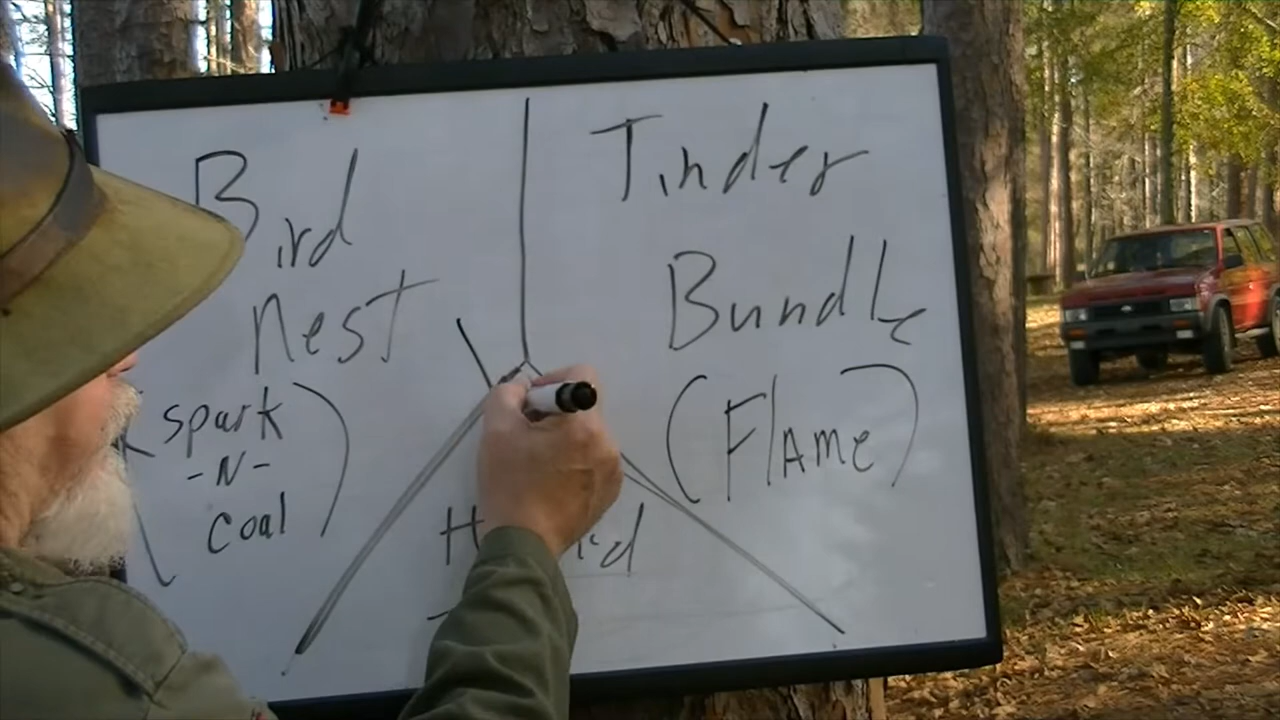 Bird
Nest
(spark
-N-
coal)
Tinder
Bundle
(Flame)